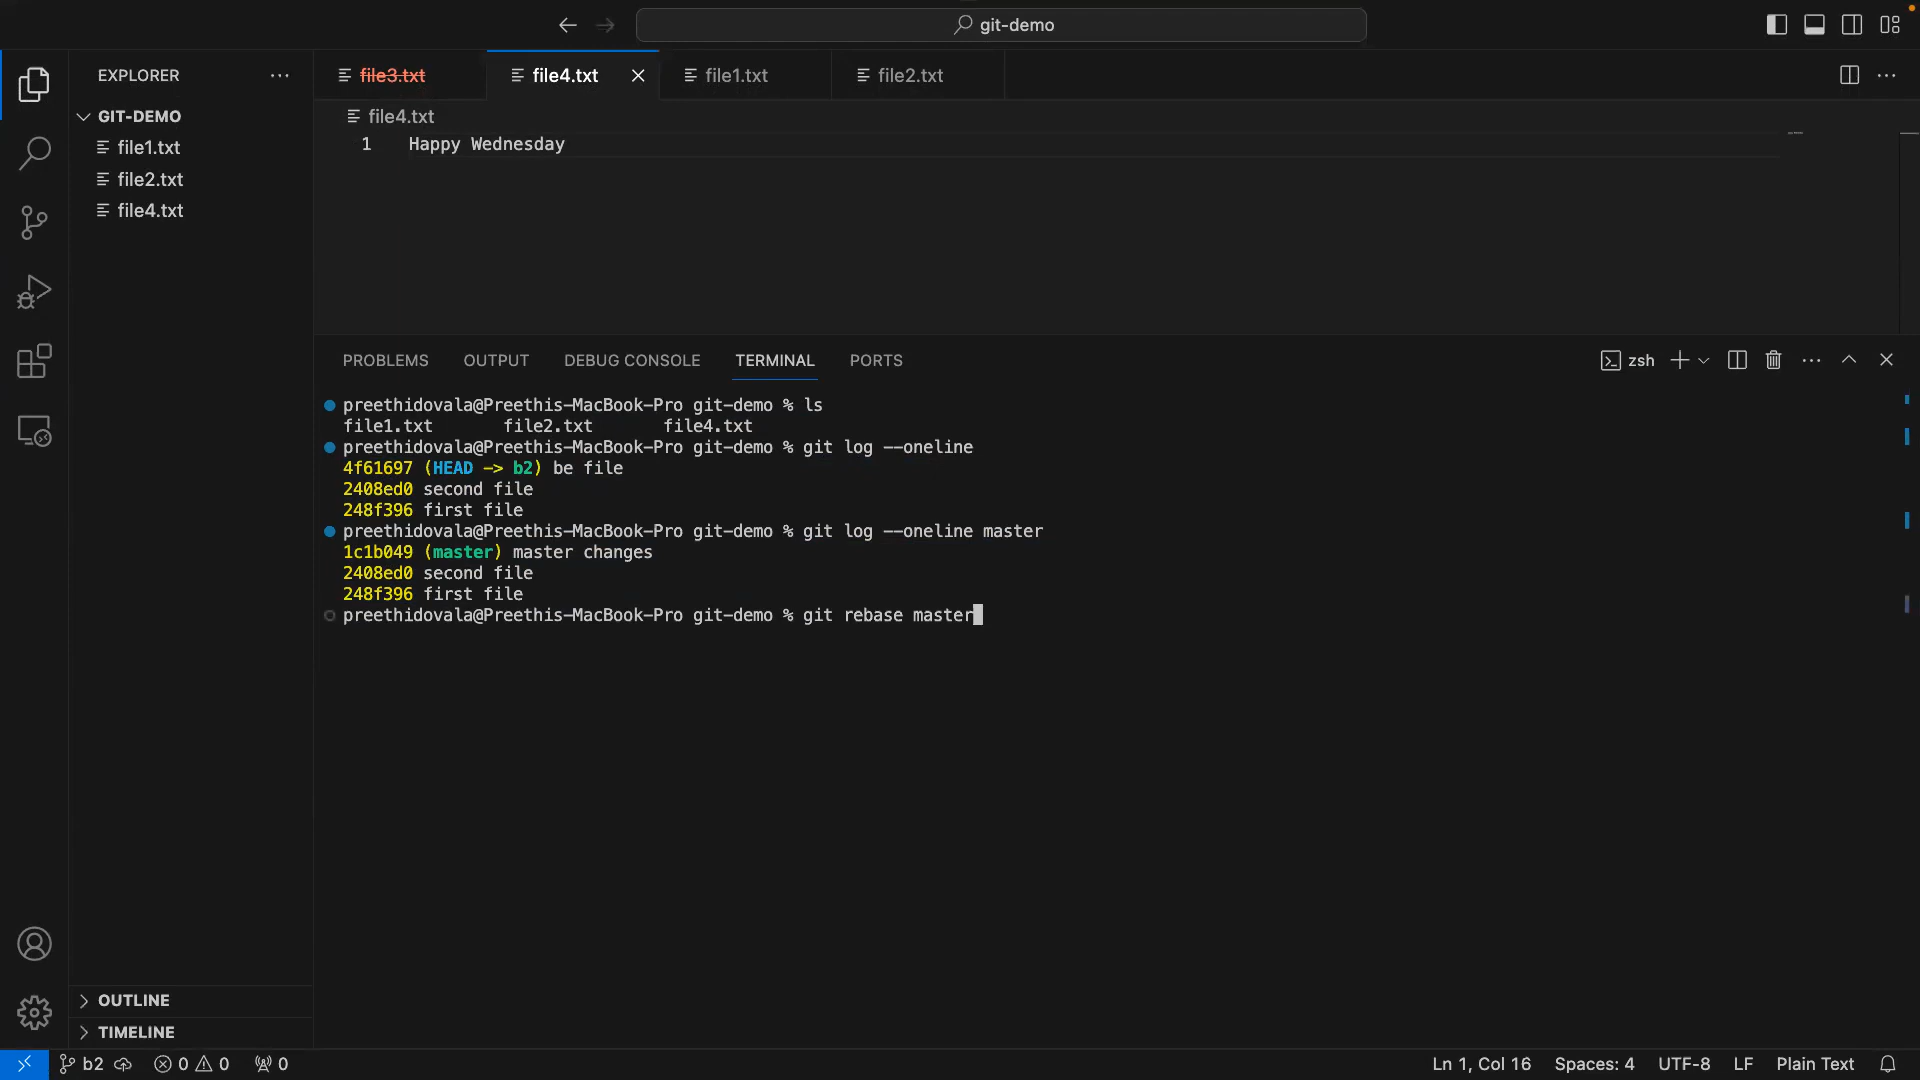 git-demo
EXPLORER
GIT-DEMO
file1.txt
file2.txt
file4.txt
file3.txt
file4.txt
file1.txt
file2.txt
file4.txt
1 Happy Wednesday
PROBLEMS OUTPUT DEBUG CONSOLE TERMINAL PORTS
zsh
preethidovala@Preethis-MacBook-Pro git-demo % ls
file1.txt file2.txt file4.txt
preethidovala@Preethis-MacBook-Pro git-demo % git log --oneline
4f61697 (HEAD -> b2) be file
2408ed0 second file
248f396 first file
preethidovala@Preethis-MacBook-Pro git-demo % git log --oneline master
1c1b049 (master) master changes
2408ed0 second file
248f396 first file
preethidovala@Preethis-MacBook-Pro git-demo % git rebase master
OUTLINE
TIMELINE
b2 0 0 0 Ln 1, Col 16 Spaces: 4 UTF-8 LF Plain Text